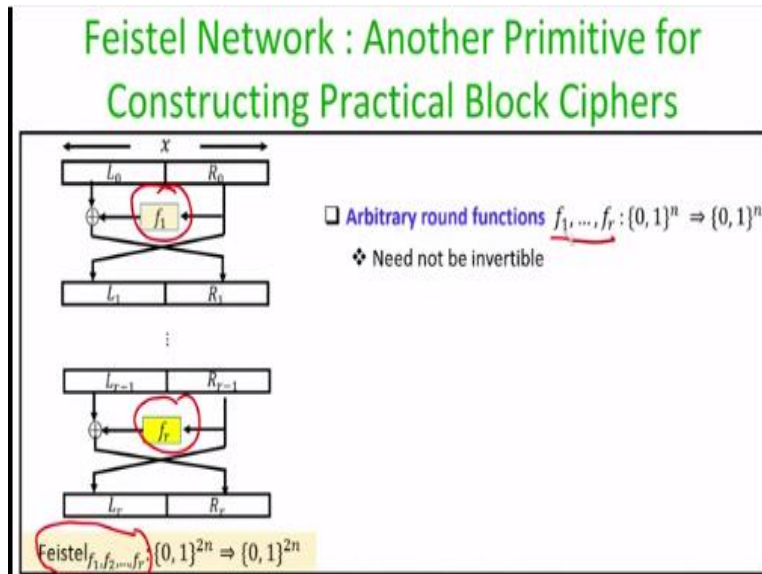 Feistel Network : Another Primitive for
Constructing Practical Block Ciphers
x
L₀ R₀
⊕ f₁
L₁ R₁
⋮
Lᵣ₋₁ Rᵣ₋₁
⊕ fᵣ
Lᵣ Rᵣ
Feistel_{f₁,f₂,...,fᵣ}: {0, 1}²ⁿ ⇒ {0, 1}²ⁿ
❑ Arbitrary round functions f₁, ..., fᵣ : {0, 1}ⁿ ⇒ {0, 1}ⁿ
❖ Need not be invertible